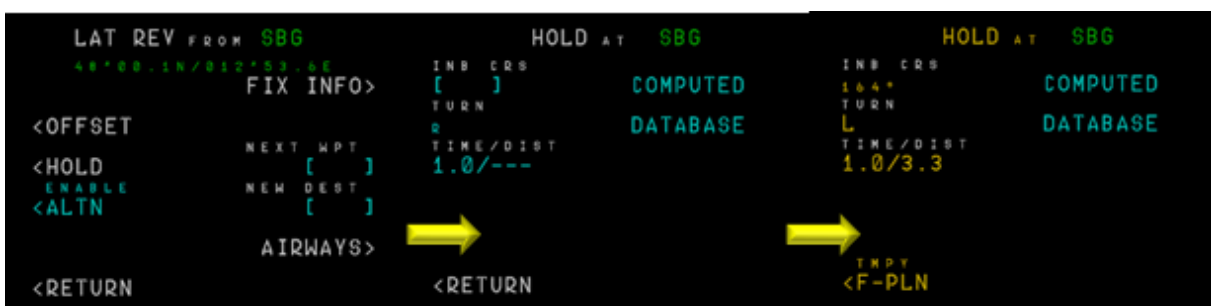 LAT REV FROM SBG
48°00.1N/012°53.6E
FIX INFO>
<OFFSET
NEXT WPT
<HOLD [ ]
ENABLE NEW DEST
<ALTN [ ]
AIRWAYS>
<RETURN
HOLD AT SBG
INB CRS
[ ] COMPUTED
TURN
R DATABASE
TIME/DIST
1.0/---
<RETURN
HOLD AT SBG
INB CRS
164° COMPUTED
TURN
L DATABASE
TIME/DIST
1.0/3.3
TMPY
<F-PLN